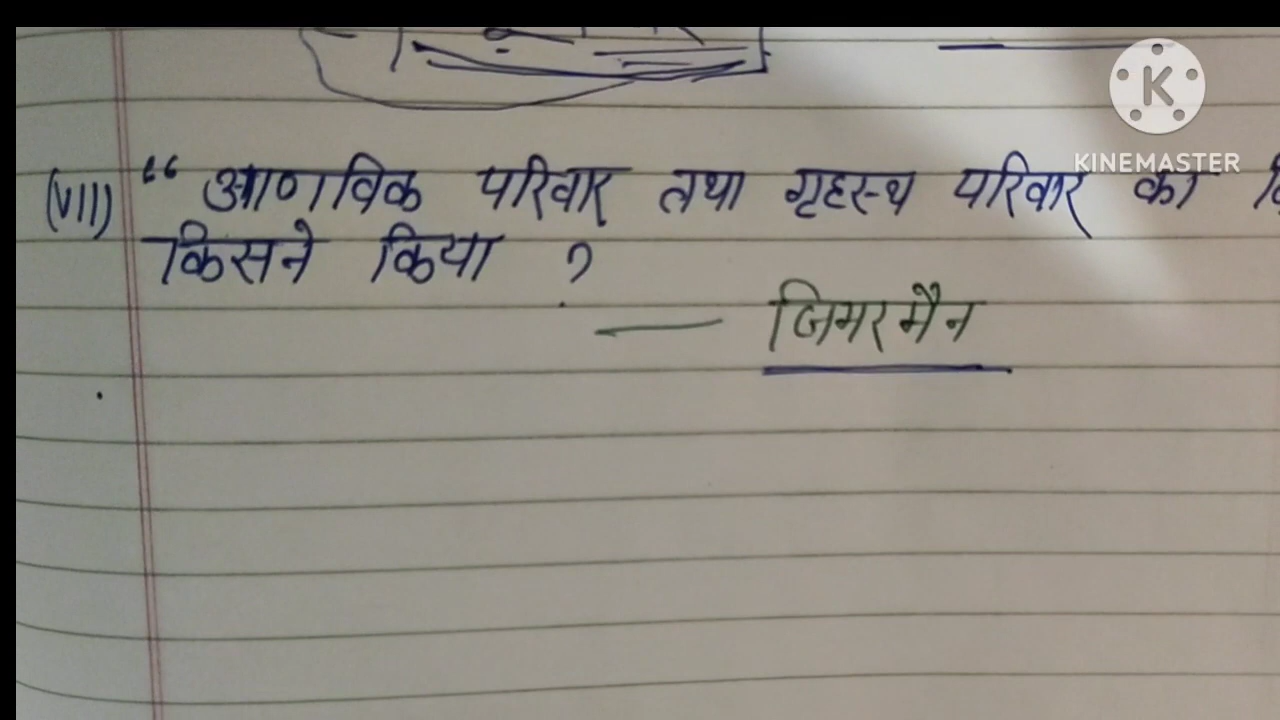 KINEMASTER
(VII) “ आणविक परिवार तथा गृहस्थ परिवार का
किसने किया ?
— जिमरमैन